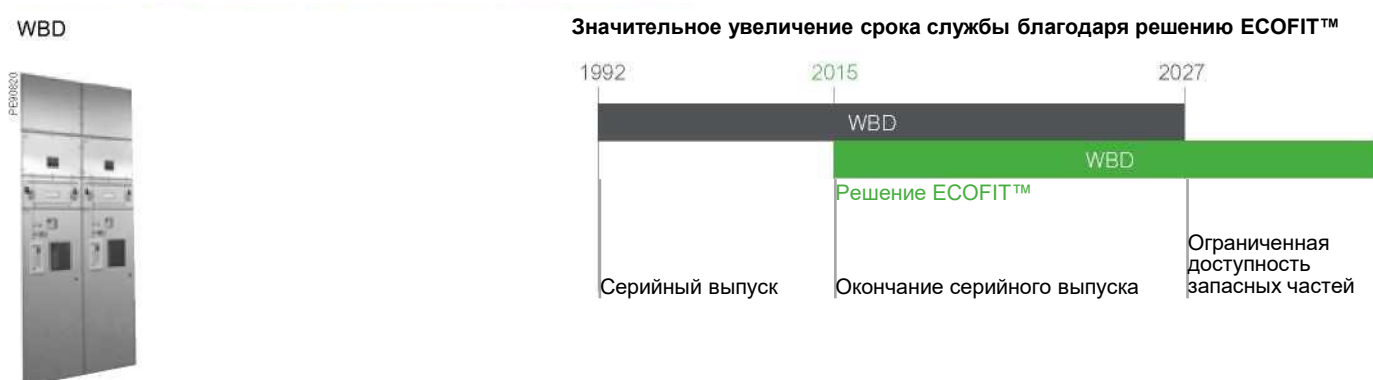 WBD
Значительное увеличение срока службы благодаря решению ECOFIT™
PE90820
1992
2015
2027
WBD
WBD
Решение ECOFIT™
Серийный выпуск
Окончание серийного выпуска
Ограниченная
доступность
запасных частей